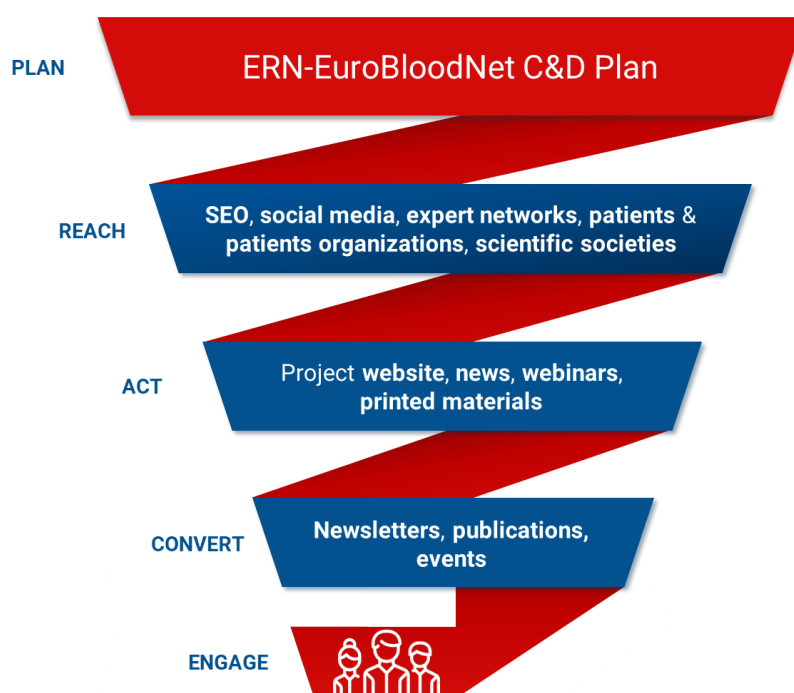 PLAN
ERN-EuroBloodNet C&D Plan
REACH
SEO, social media, expert networks, patients &
patients organizations, scientific societies
ACT
Project website, news, webinars,
printed materials
CONVERT
Newsletters, publications,
events
ENGAGE